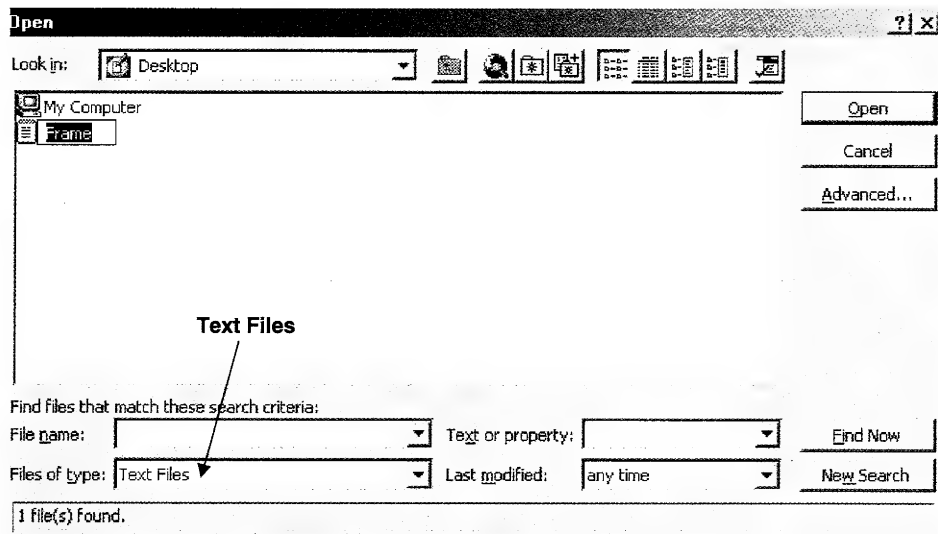 Open
Look in: Desktop
My Computer
Frame
Open
Cancel
Advanced...
Text Files
Find files that match these search criteria:
File name: Text or property: Find Now
Files of type: Text Files Last modified: any time New Search
1 file(s) found.